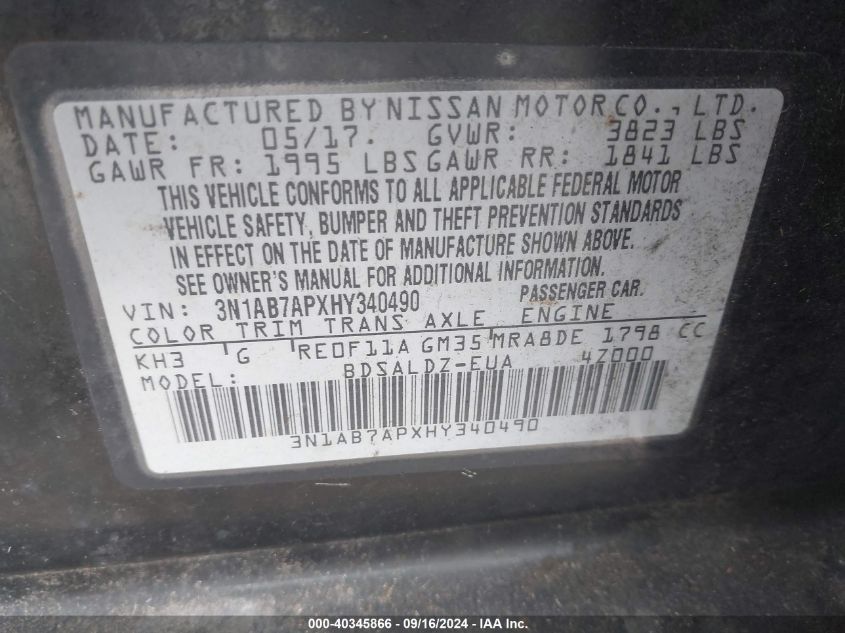 MANUFACTURED BY NISSAN MOTOR CO., LTD.
DATE: 05/17. GVWR: 3823 LBS
GAWR FR: 1995 LBS GAWR RR: 1841 LBS
THIS VEHICLE CONFORMS TO ALL APPLICABLE FEDERAL MOTOR
VEHICLE SAFETY, BUMPER AND THEFT PREVENTION STANDARDS
IN EFFECT ON THE DATE OF MANUFACTURE SHOWN ABOVE.
SEE OWNER'S MANUAL FOR ADDITIONAL INFORMATION.
VIN: 3N1AB7APXHY340490 PASSENGER CAR.
COLOR TRIM TRANS AXLE ENGINE
KH3 G RE0F11A GM35 MRA8DE 1798 CC
MODEL: BDSALDZ-EUA 4Z000
3N1AB7APXHY340490
000-40345866 - 09/16/2024 - IAAI.COM